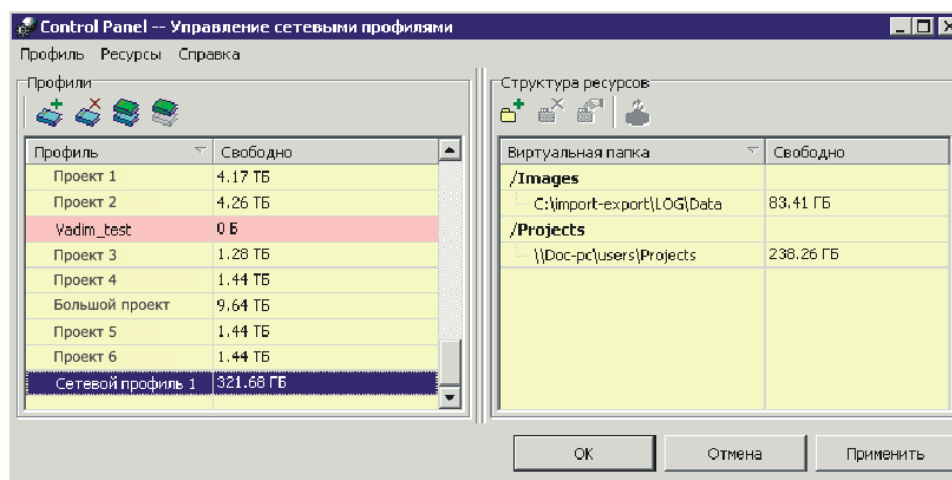 Control Panel -- Управление сетевыми профилями
Профиль Ресурсы Справка
Профили
Профиль Свободно
Проект 1 4.17 ТБ
Проект 2 4.26 ТБ
Vadim_test 0 Б
Проект 3 1.28 ТБ
Проект 4 1.44 ТБ
Большой проект 9.64 ТБ
Проект 5 1.44 ТБ
Проект 6 1.44 ТБ
Сетевой профиль 1 321.68 ГБ
Структура ресурсов
Виртуальная папка Свободно
/Images
C:\import-export\LOG\Data 83.41 ГБ
/Projects
\\Doc-pc\users\Projects 238.26 ГБ
OK Отмена Применить